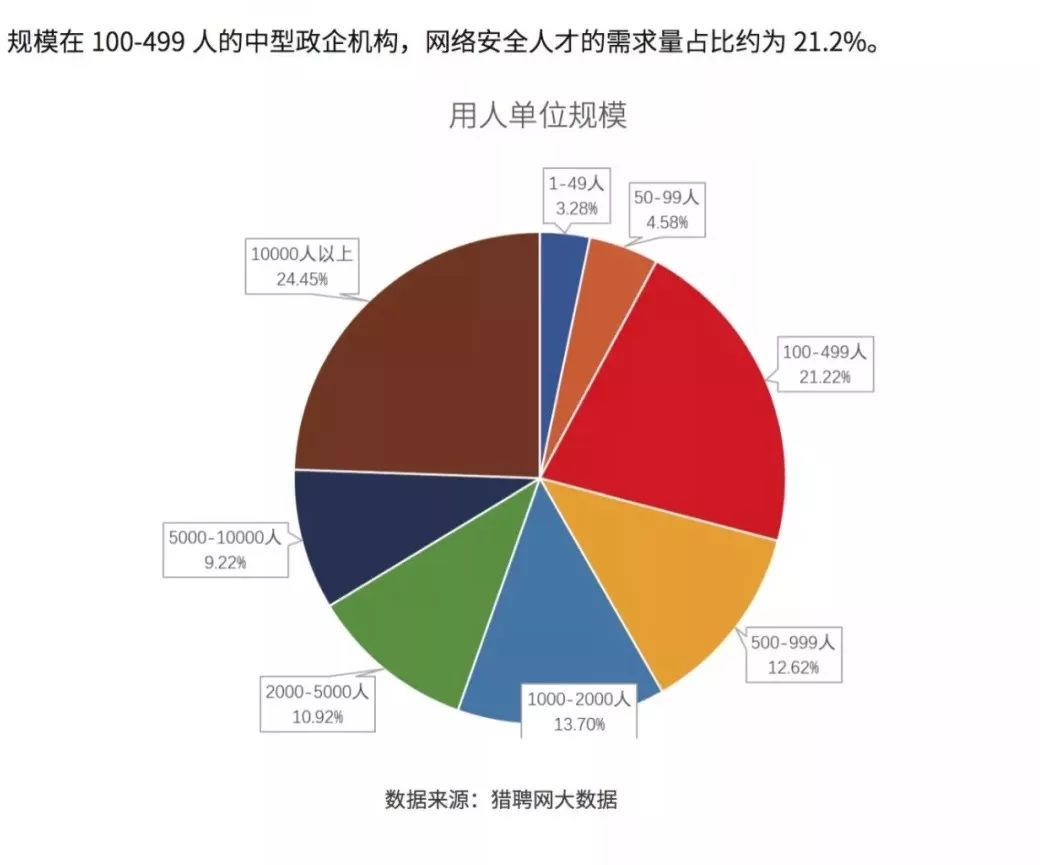 规模在 100-499 人的中型政企机构，网络安全人才的需求量占比约为 21.2%。
用人单位规模
1-49人
3.28%
50-99人
4.58%
10000人以上
24.45%
100-499人
21.22%
5000-10000人
9.22%
500-999人
12.62%
2000-5000人
10.92%
1000-2000人
13.70%
数据来源：猎聘网大数据